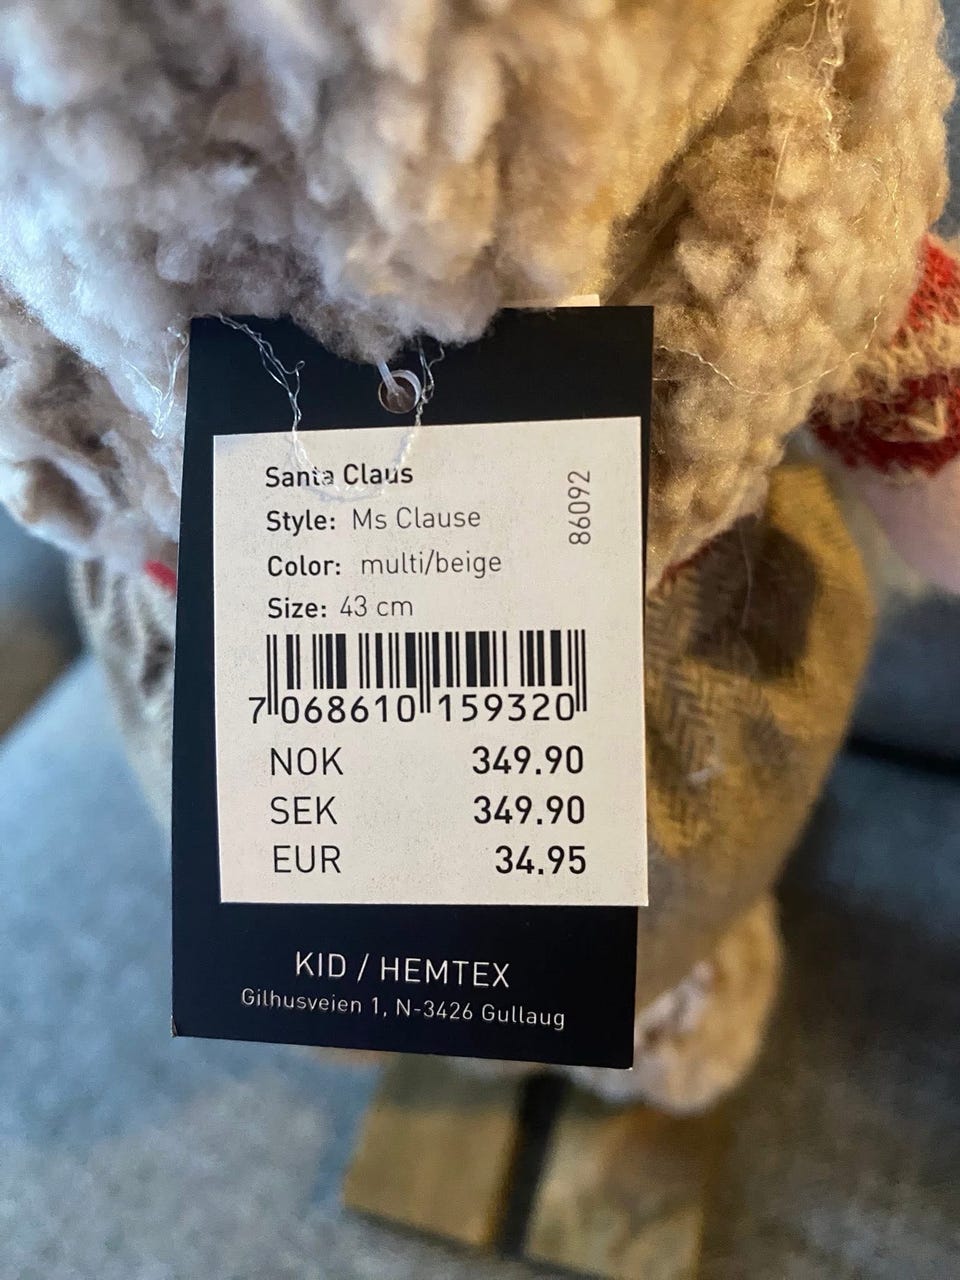 Santa Claus
Style: Ms Clause
Color: multi/beige
Size: 43 cm
86092
7 068610 159320
NOK 349.90
SEK 349.90
EUR 34.95
KID / HEMTEX
Gilhusveien 1, N-3426 Gullaug